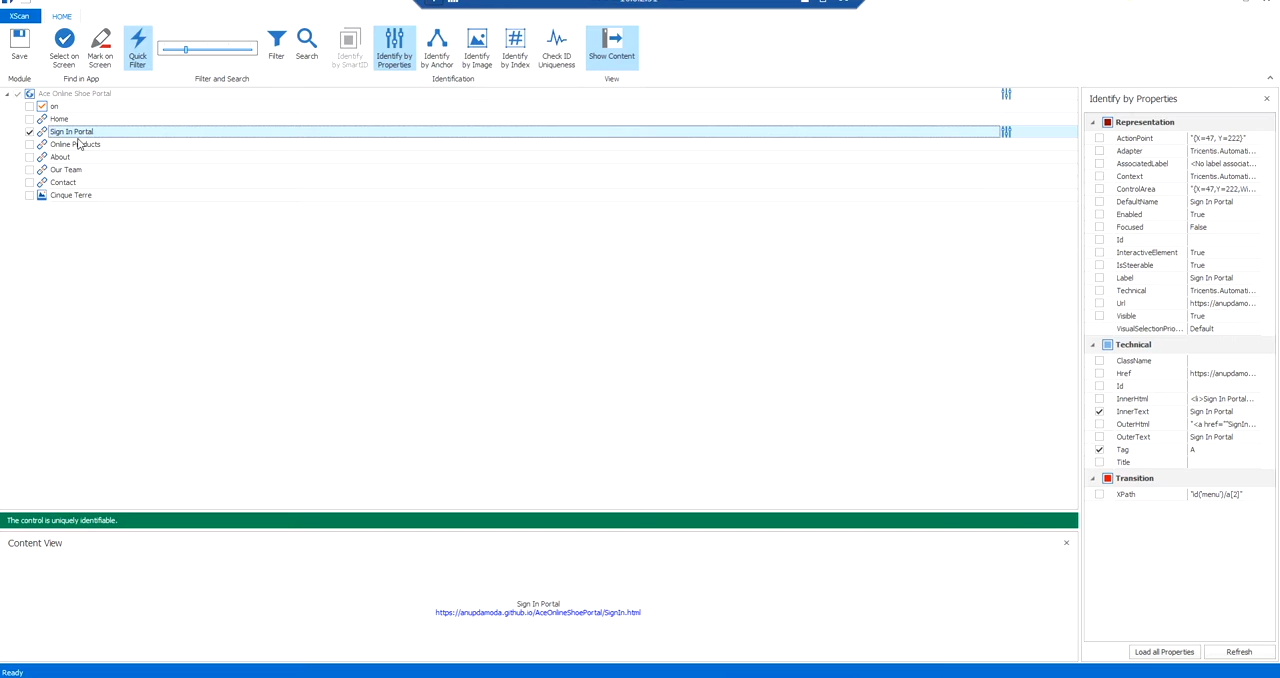 XScan HOME
Save
Select on Screen
Mark on Screen
Quick Filter
Filter
Search
Identify by SmartID
Identify by Properties
Identify by Anchor
Identify by Image
Identify by Index
Check ID Uniqueness
Show Content
Module Find in App Filter and Search Identification View
Ace Online Shoe Portal
on
Home
Sign In Portal
Online Products
About
Our Team
Contact
Cinque Terre
The control is uniquely identifiable.
Content View
Sign In Portal
https://anupdamoda.github.io/AceOnlineShoePortal/SignIn.html
Identify by Properties
Representation
ActionPoint "{X=47, Y=222}"
Adapter Tricentis.Automati...
AssociatedLabel <No label associat...
Context Tricentis.Automati...
ControlArea "{X=47,Y=222,Wi...
DefaultName Sign In Portal
Enabled True
Focused False
Id
InteractiveElement True
IsSteerable True
Label Sign In Portal
Technical Tricentis.Automati...
Url https://anupdamo...
Visible True
VisualSelectionPrio... Default
Technical
ClassName
Href https://anupdamo...
Id
InnerHtml <li>Sign In Portal...
InnerText Sign In Portal
OuterHtml "<a href=""SignIn...
OuterText Sign In Portal
Tag A
Title
Transition
XPath "id('menu')/a[2]"
Load all Properties Refresh
Ready